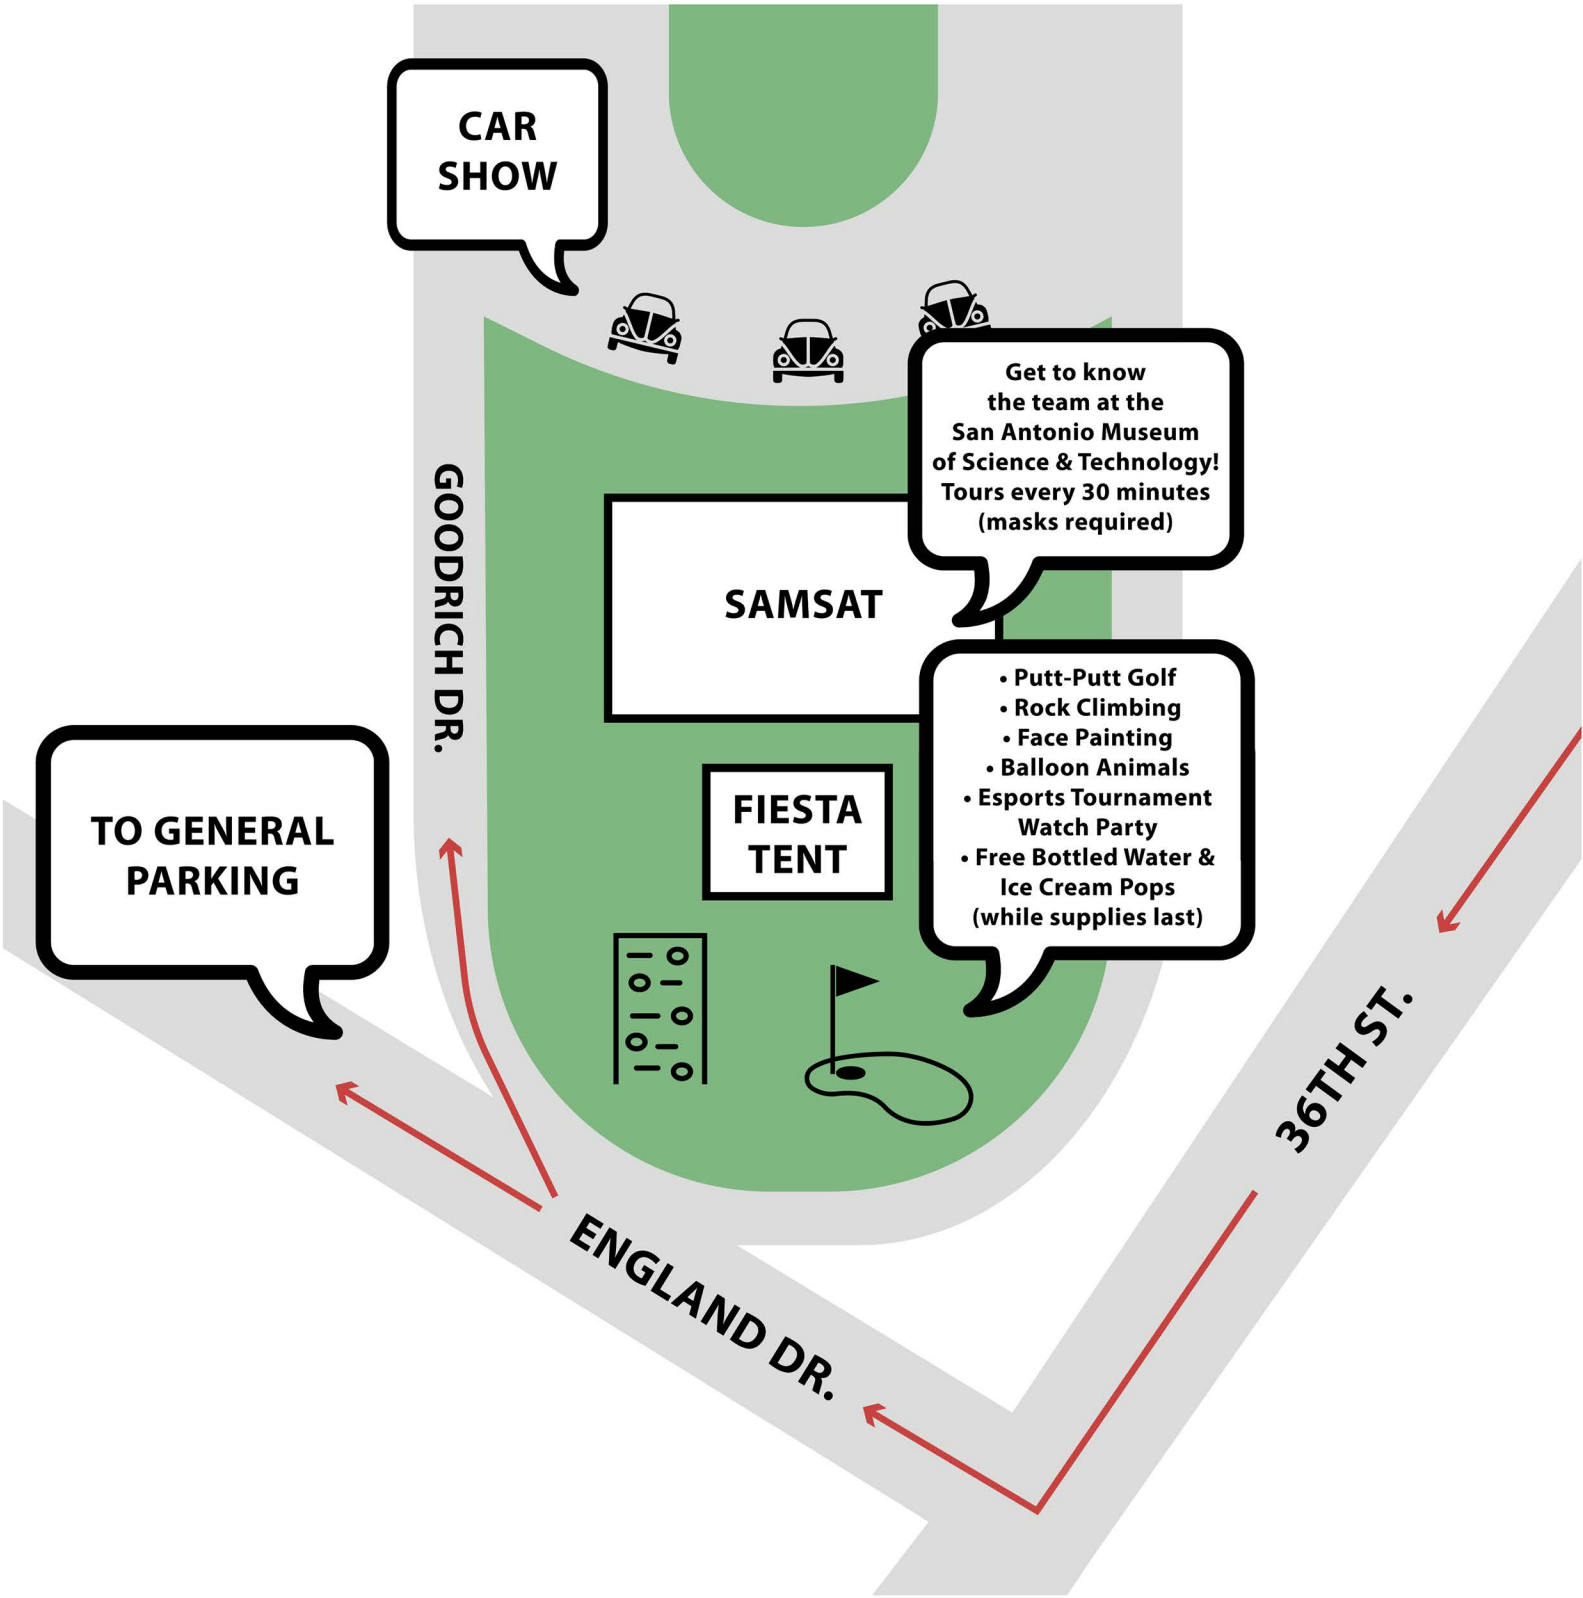 CAR
SHOW
Get to know
the team at the
San Antonio Museum
of Science & Technology!
Tours every 30 minutes
(masks required)
GOODRICH DR.
SAMSAT
• Putt-Putt Golf
• Rock Climbing
• Face Painting
• Balloon Animals
• Esports Tournament
Watch Party
• Free Bottled Water &
Ice Cream Pops
(while supplies last)
TO GENERAL
PARKING
FIESTA
TENT
36TH ST.
ENGLAND DR.